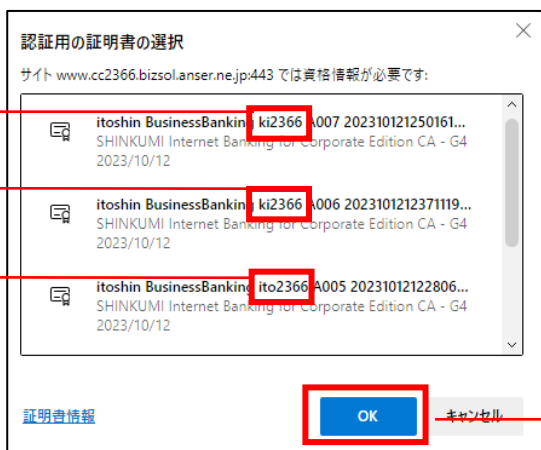 認証用の証明書の選択
サイト www.cc2366.bizsol.anser.ne.jp:443 では資格情報が必要です:
itoshin BusinessBanking ki2366 A007 202310121250161...
SHINKUMI Internet Banking for Corporate Edition CA - G4
2023/10/12
itoshin BusinessBanking ki2366 A006 2023101212371119...
SHINKUMI Internet Banking for Corporate Edition CA - G4
2023/10/12
itoshin BusinessBanking ito2366 A005 20231012122806...
SHINKUMI Internet Banking for Corporate Edition CA - G4
2023/10/12
証明書情報
OK
キャンセル